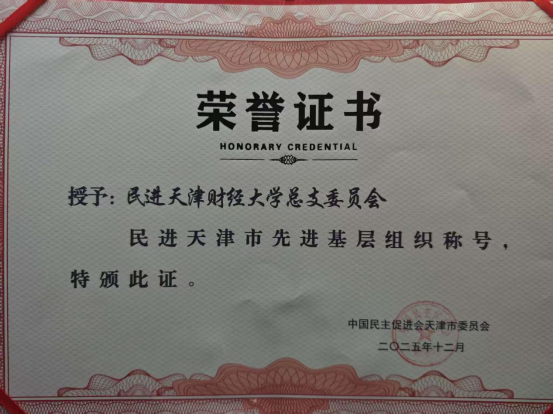 荣誉证书
HONORARY CREDENTIAL
授予：民进天津财经大学总支委员会
民进天津市先进基层组织称号，
特颁此证。
中国民主促进会天津市委员会
二〇二五年十二月